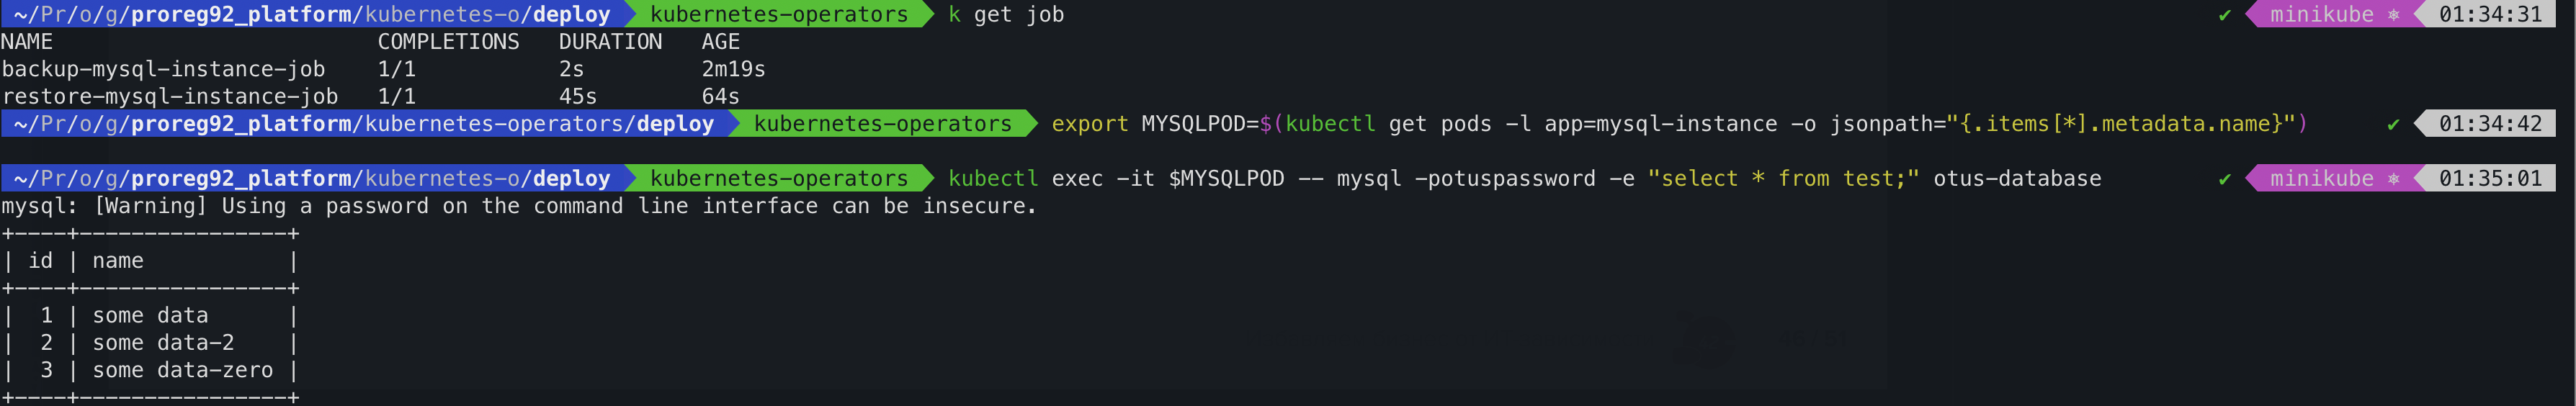 ~/Pr/o/g/proreg92_platform/kubernetes-o/deploy kubernetes-operators k get job ✔ minikube ⎈ 01:34:31
NAME COMPLETIONS DURATION AGE
backup-mysql-instance-job 1/1 2s 2m19s
restore-mysql-instance-job 1/1 45s 64s
~/Pr/o/g/proreg92_platform/kubernetes-operators/deploy kubernetes-operators export MYSQLPOD=$(kubectl get pods -l app=mysql-instance -o jsonpath="{.items[*].metadata.name}") ✔ 01:34:42
~/Pr/o/g/proreg92_platform/kubernetes-o/deploy kubernetes-operators kubectl exec -it $MYSQLPOD -- mysql -potuspassword -e "select * from test;" otus-database ✔ minikube ⎈ 01:35:01
mysql: [Warning] Using a password on the command line interface can be insecure.
+----+----------------+
| id | name |
+----+----------------+
| 1 | some data |
| 2 | some data-2 |
| 3 | some data-zero |
+----+----------------+